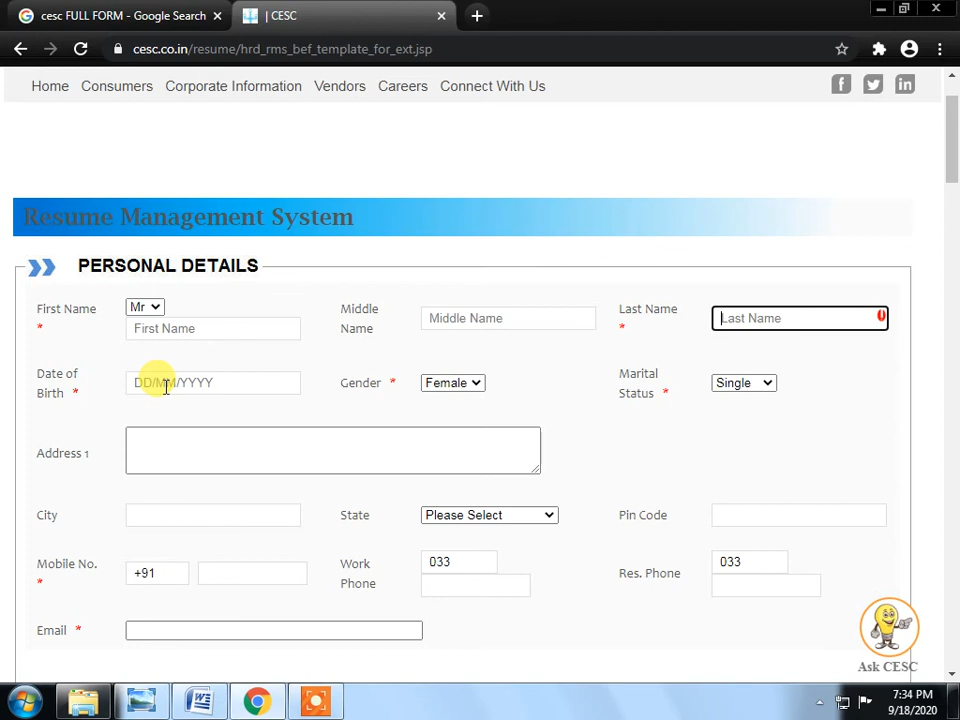 cesc FULL FORM - Google Search
| CESC
cesc.co.in/resume/hrd_rms_bef_template_for_ext.jsp
Home Consumers Corporate Information Vendors Careers Connect With Us
Resume Management System
PERSONAL DETAILS
First Name * Mr First Name
Middle Name Middle Name
Last Name * Last Name
Date of Birth * DD/MM/YYYY
Gender * Female
Marital Status * Single
Address 1
City
State Please Select
Pin Code
Mobile No. * +91
Work Phone 033
Res. Phone 033
Email *
Ask CESC
7:34 PM
9/18/2020